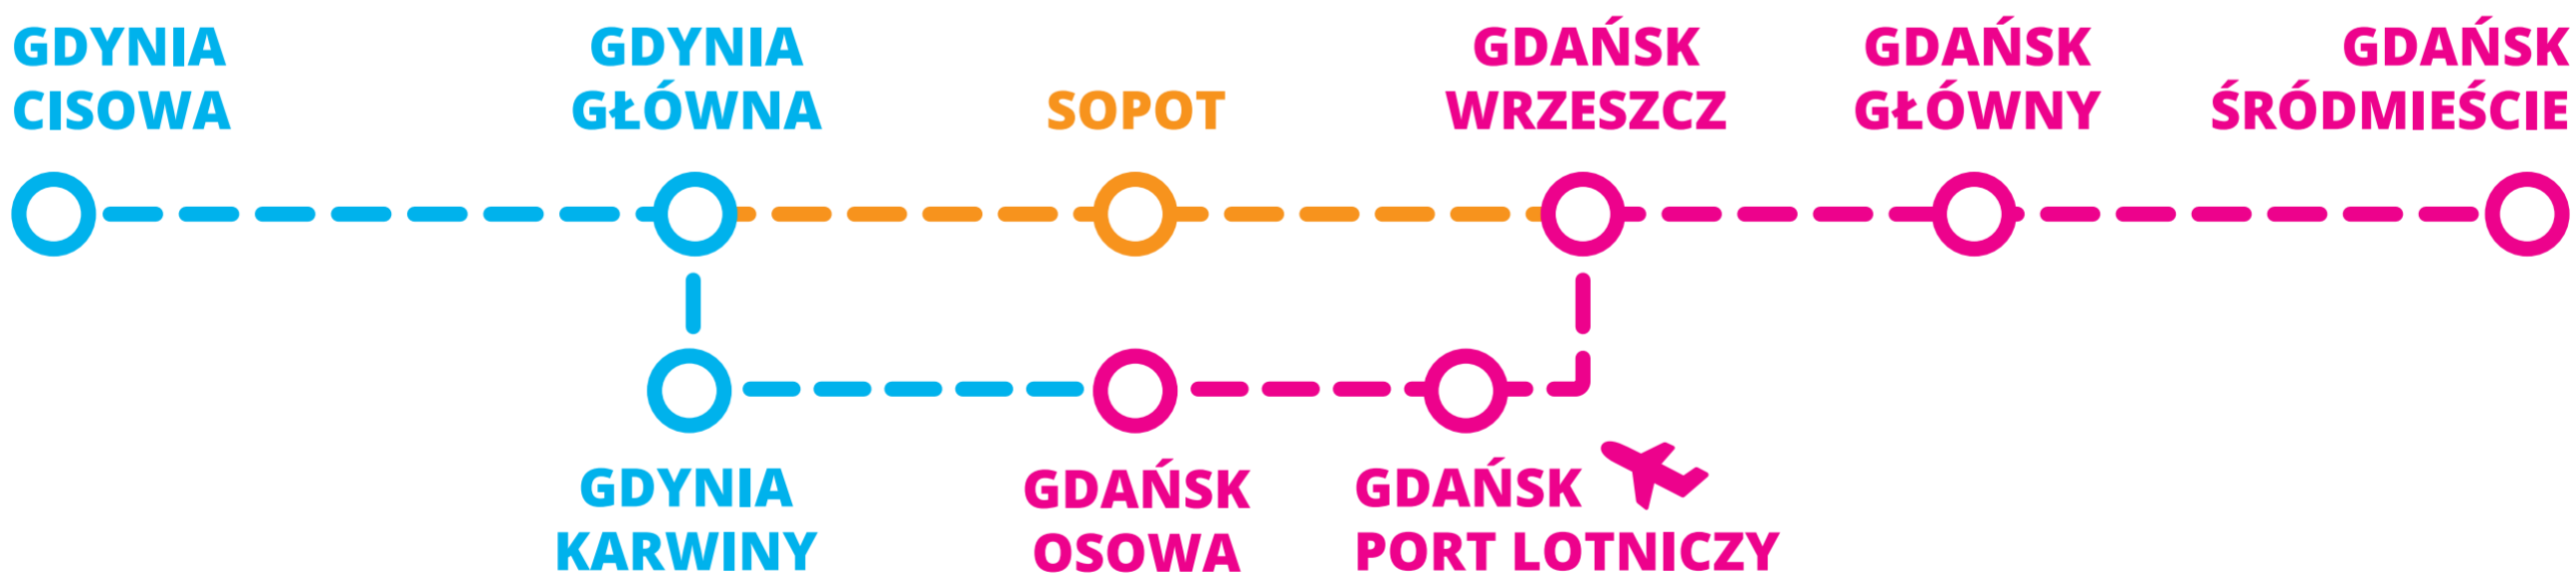 GDYNIA
CISOWA
GDYNIA
GŁÓWNA
SOPOT
GDAŃSK
WRZESZCZ
GDAŃSK
GŁÓWNY
GDAŃSK
ŚRÓDMIEŚCIE
GDYNIA
KARWINY
GDAŃSK
OSOWA
GDAŃSK
PORT LOTNICZY